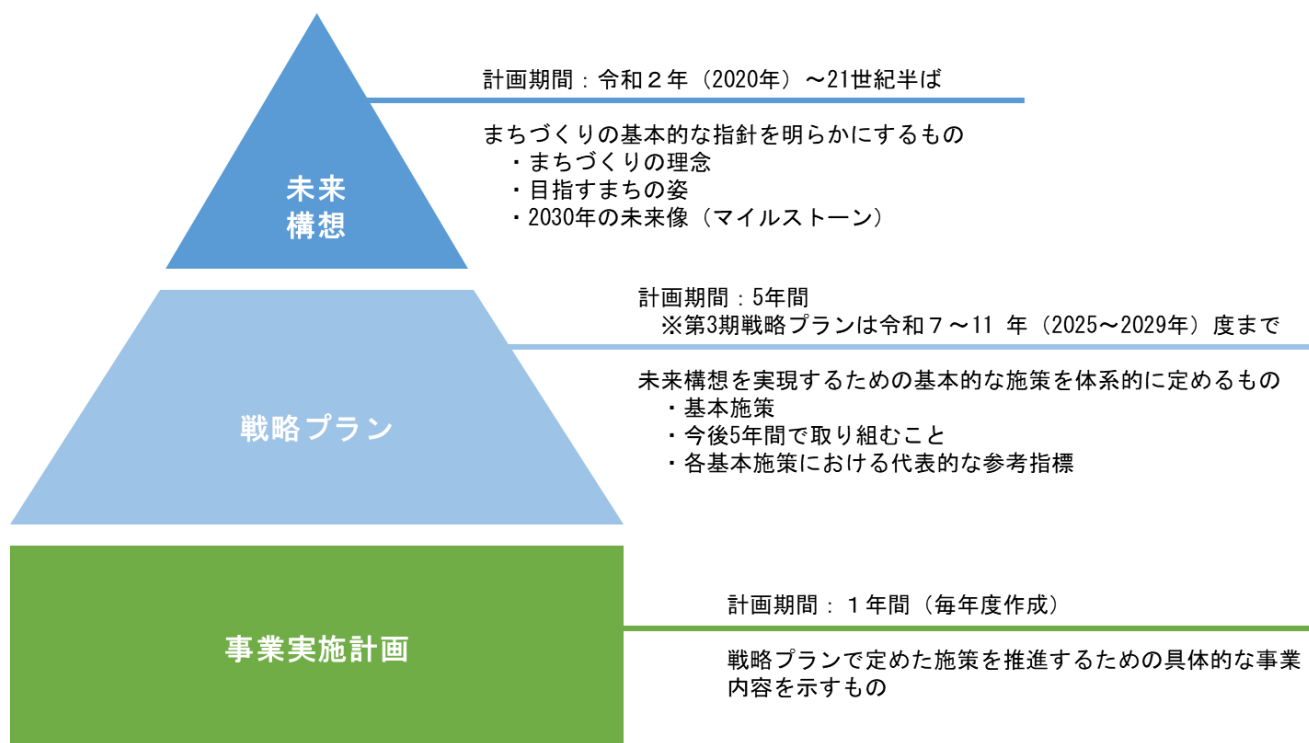 計画期間：令和２年（2020年）～21世紀半ば
まちづくりの基本的な指針を明らかにするもの
・まちづくりの理念
・目指すまちの姿
・2030年の未来像（マイルストーン）
未来
構想
計画期間：5年間
※第3期戦略プランは令和７～11 年（2025～2029年）度まで
未来構想を実現するための基本的な施策を体系的に定めるもの
・基本施策
・今後5年間で取り組むこと
・各基本施策における代表的な参考指標
戦略プラン
計画期間：１年間（毎年度作成）
戦略プランで定めた施策を推進するための具体的な事業
内容を示すもの
事業実施計画